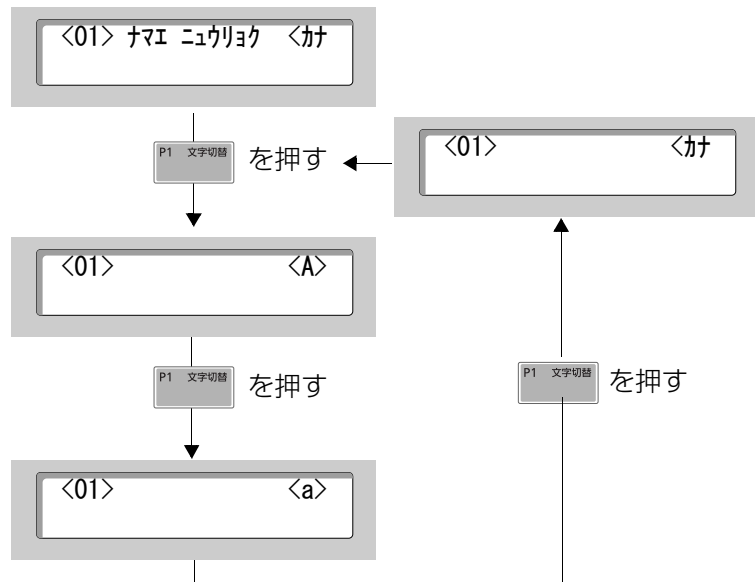 <01> ﾅﾏｴ ﾆｭｳﾘｮｸ <ｶﾅ
P1 文字切替 を押す
<01> <ｶﾅ
<01> <A>
P1 文字切替 を押す
P1 文字切替 を押す
<01> <a>